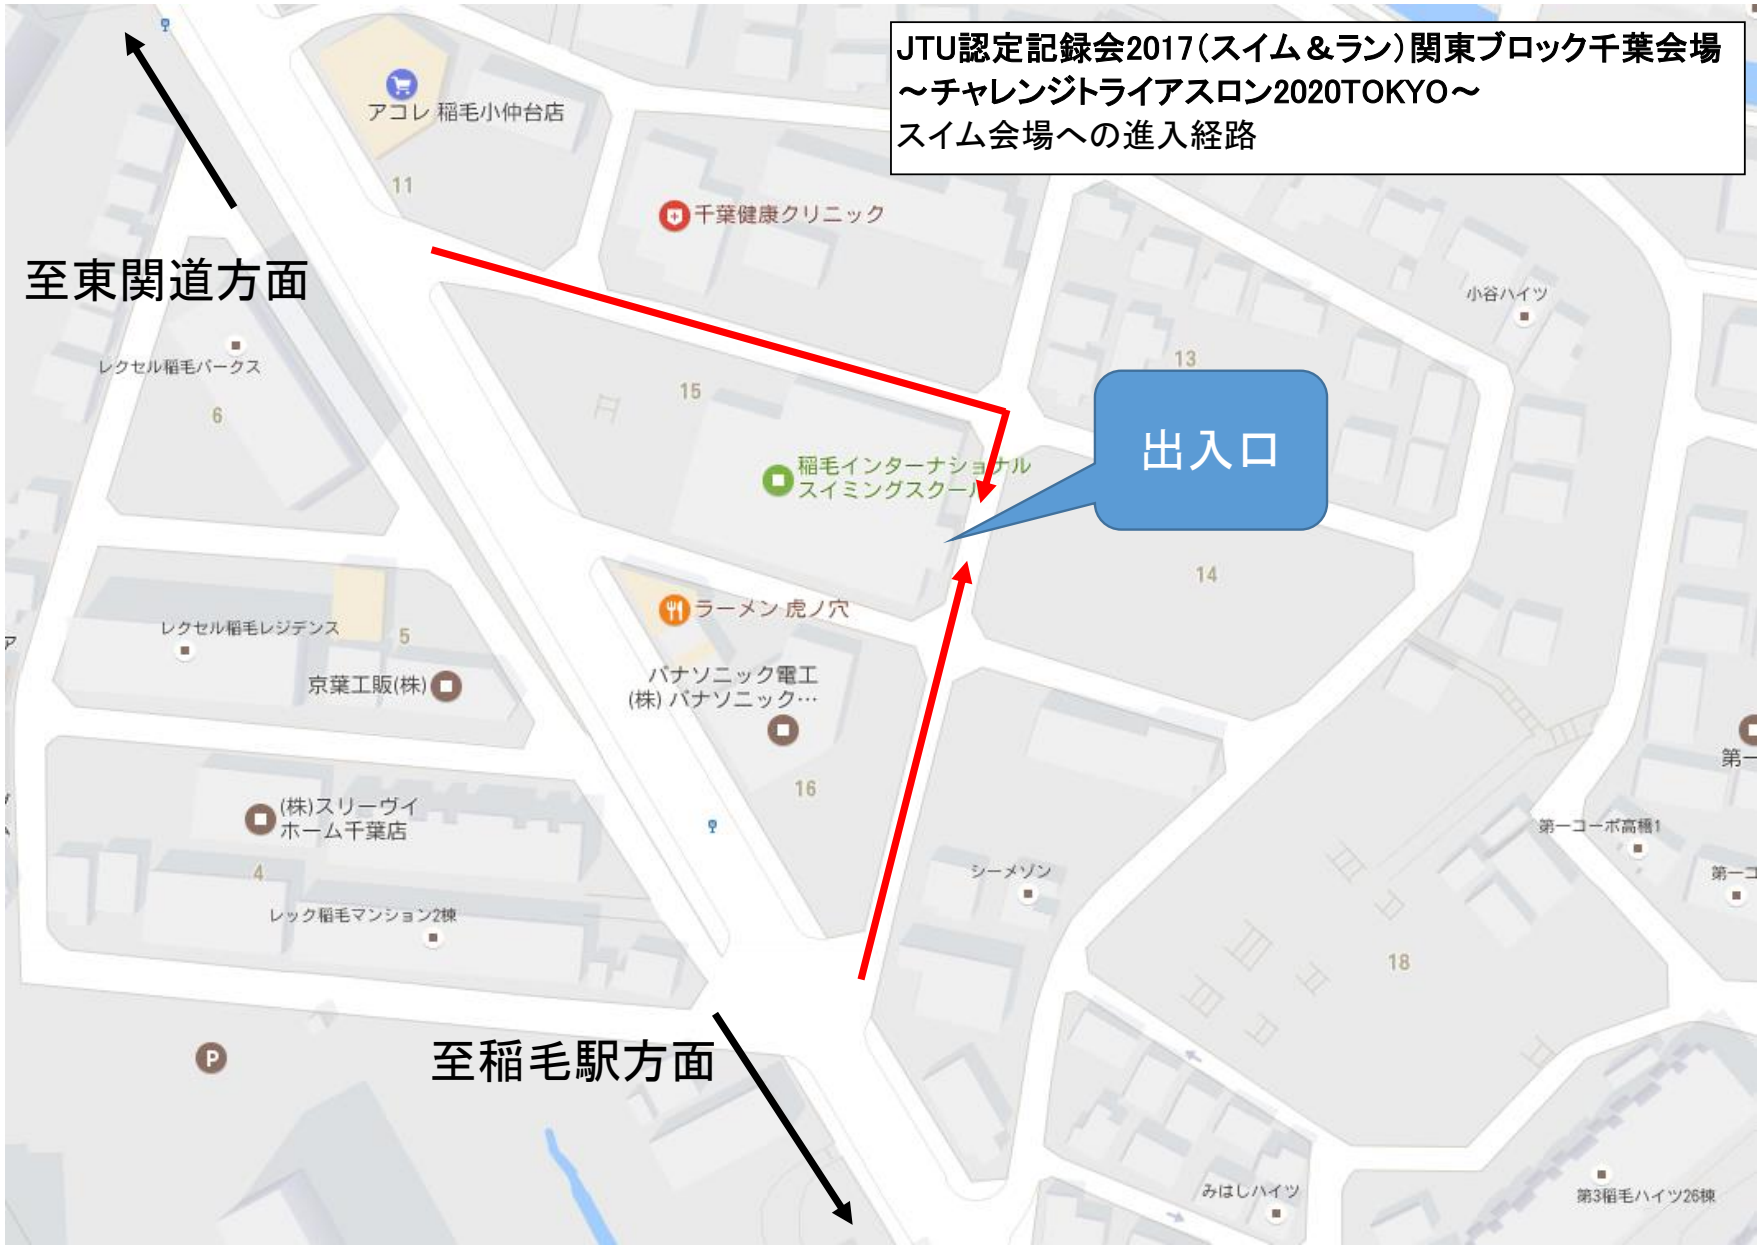 JTU認定記録会2017(スイム&ラン)関東ブロック千葉会場
～チャレンジトライアスロン2020TOKYO～
スイム会場への進入経路
アコレ 稲毛小仲台店
11
千葉健康クリニック
至東関道方面
小谷ハイツ
レクセル稲毛パークス
6
15
13
出入口
稲毛インターナショナル
スイミングスクール
14
ラーメン 虎ノ穴
レクセル稲毛レジデンス
5
ア
京葉工販(株)
パナソニック電工
(株) パナソニック…
16
第一
(株)スリーヴイ
ホーム千葉店
4
第一コーポ高橋1
シーメゾン
第一コ
レック稲毛マンション2棟
18
P
至稲毛駅方面
みはしハイツ
第3稲毛ハイツ26棟